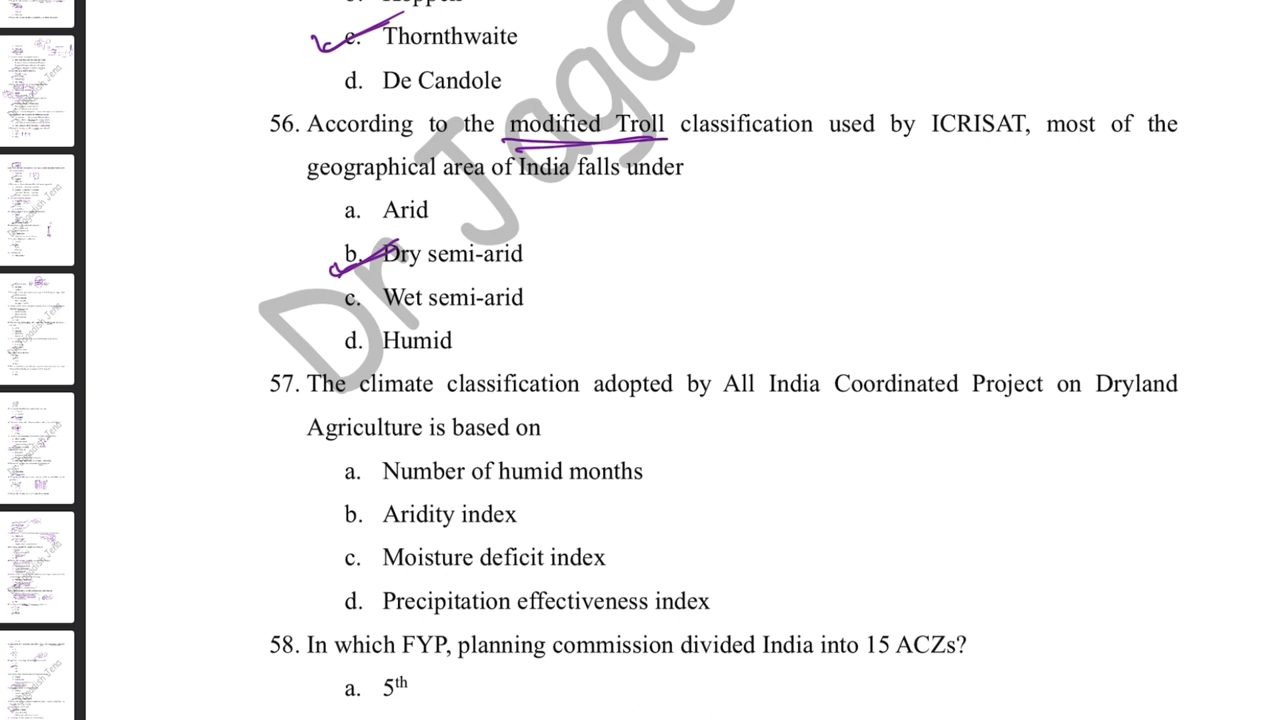 c. Thornthwaite
d. De Candole
56. According to the modified Troll classification used by ICRISAT, most of the
geographical area of India falls under
a. Arid
b. Dry semi-arid
c. Wet semi-arid
d. Humid
57. The climate classification adopted by All India Coordinated Project on Dryland
Agriculture is based on
a. Number of humid months
b. Aridity index
c. Moisture deficit index
d. Precipitation effectiveness index
58. In which FYP, planning commission divided India into 15 ACZs?
a. 5th